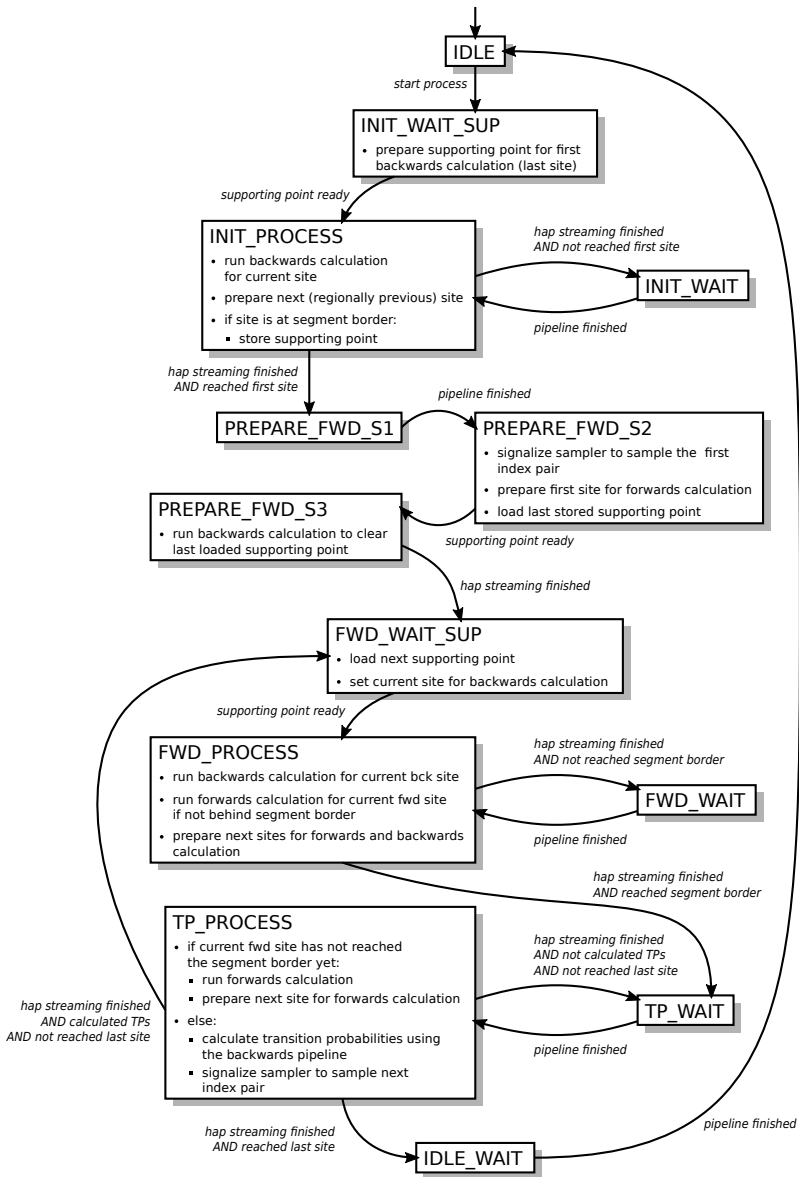 IDLE
start process
INIT_WAIT_SUP
• prepare supporting point for first
backwards calculation (last site)
supporting point ready
INIT_PROCESS
• run backwards calculation
for current site
• prepare next (regionally previous) site
• if site is at segment border:
▪ store supporting point
hap streaming finished
AND not reached first site
INIT_WAIT
pipeline finished
hap streaming finished
AND reached first site
PREPARE_FWD_S1
pipeline finished
PREPARE_FWD_S2
• signalize sampler to sample the first
index pair
• prepare first site for forwards calculation
• load last stored supporting point
PREPARE_FWD_S3
• run backwards calculation to clear
last loaded supporting point
supporting point ready
hap streaming finished
FWD_WAIT_SUP
• load next supporting point
• set current site for backwards calculation
supporting point ready
FWD_PROCESS
• run backwards calculation for current bck site
• run forwards calculation for current fwd site
if not behind segment border
• prepare next sites for forwards and backwards
calculation
hap streaming finished
AND not reached segment border
FWD_WAIT
pipeline finished
hap streaming finished
AND reached segment border
TP_PROCESS
• if current fwd site has not reached
the segment border yet:
▪ run forwards calculation
▪ prepare next site for forwards calculation
• else:
▪ calculate transition probabilities using
the backwards pipeline
▪ signalize sampler to sample next
index pair
hap streaming finished
AND not calculated TPs
AND not reached last site
TP_WAIT
pipeline finished
hap streaming finished
AND calculated TPs
AND not reached last site
hap streaming finished
AND reached last site
IDLE_WAIT
pipeline finished